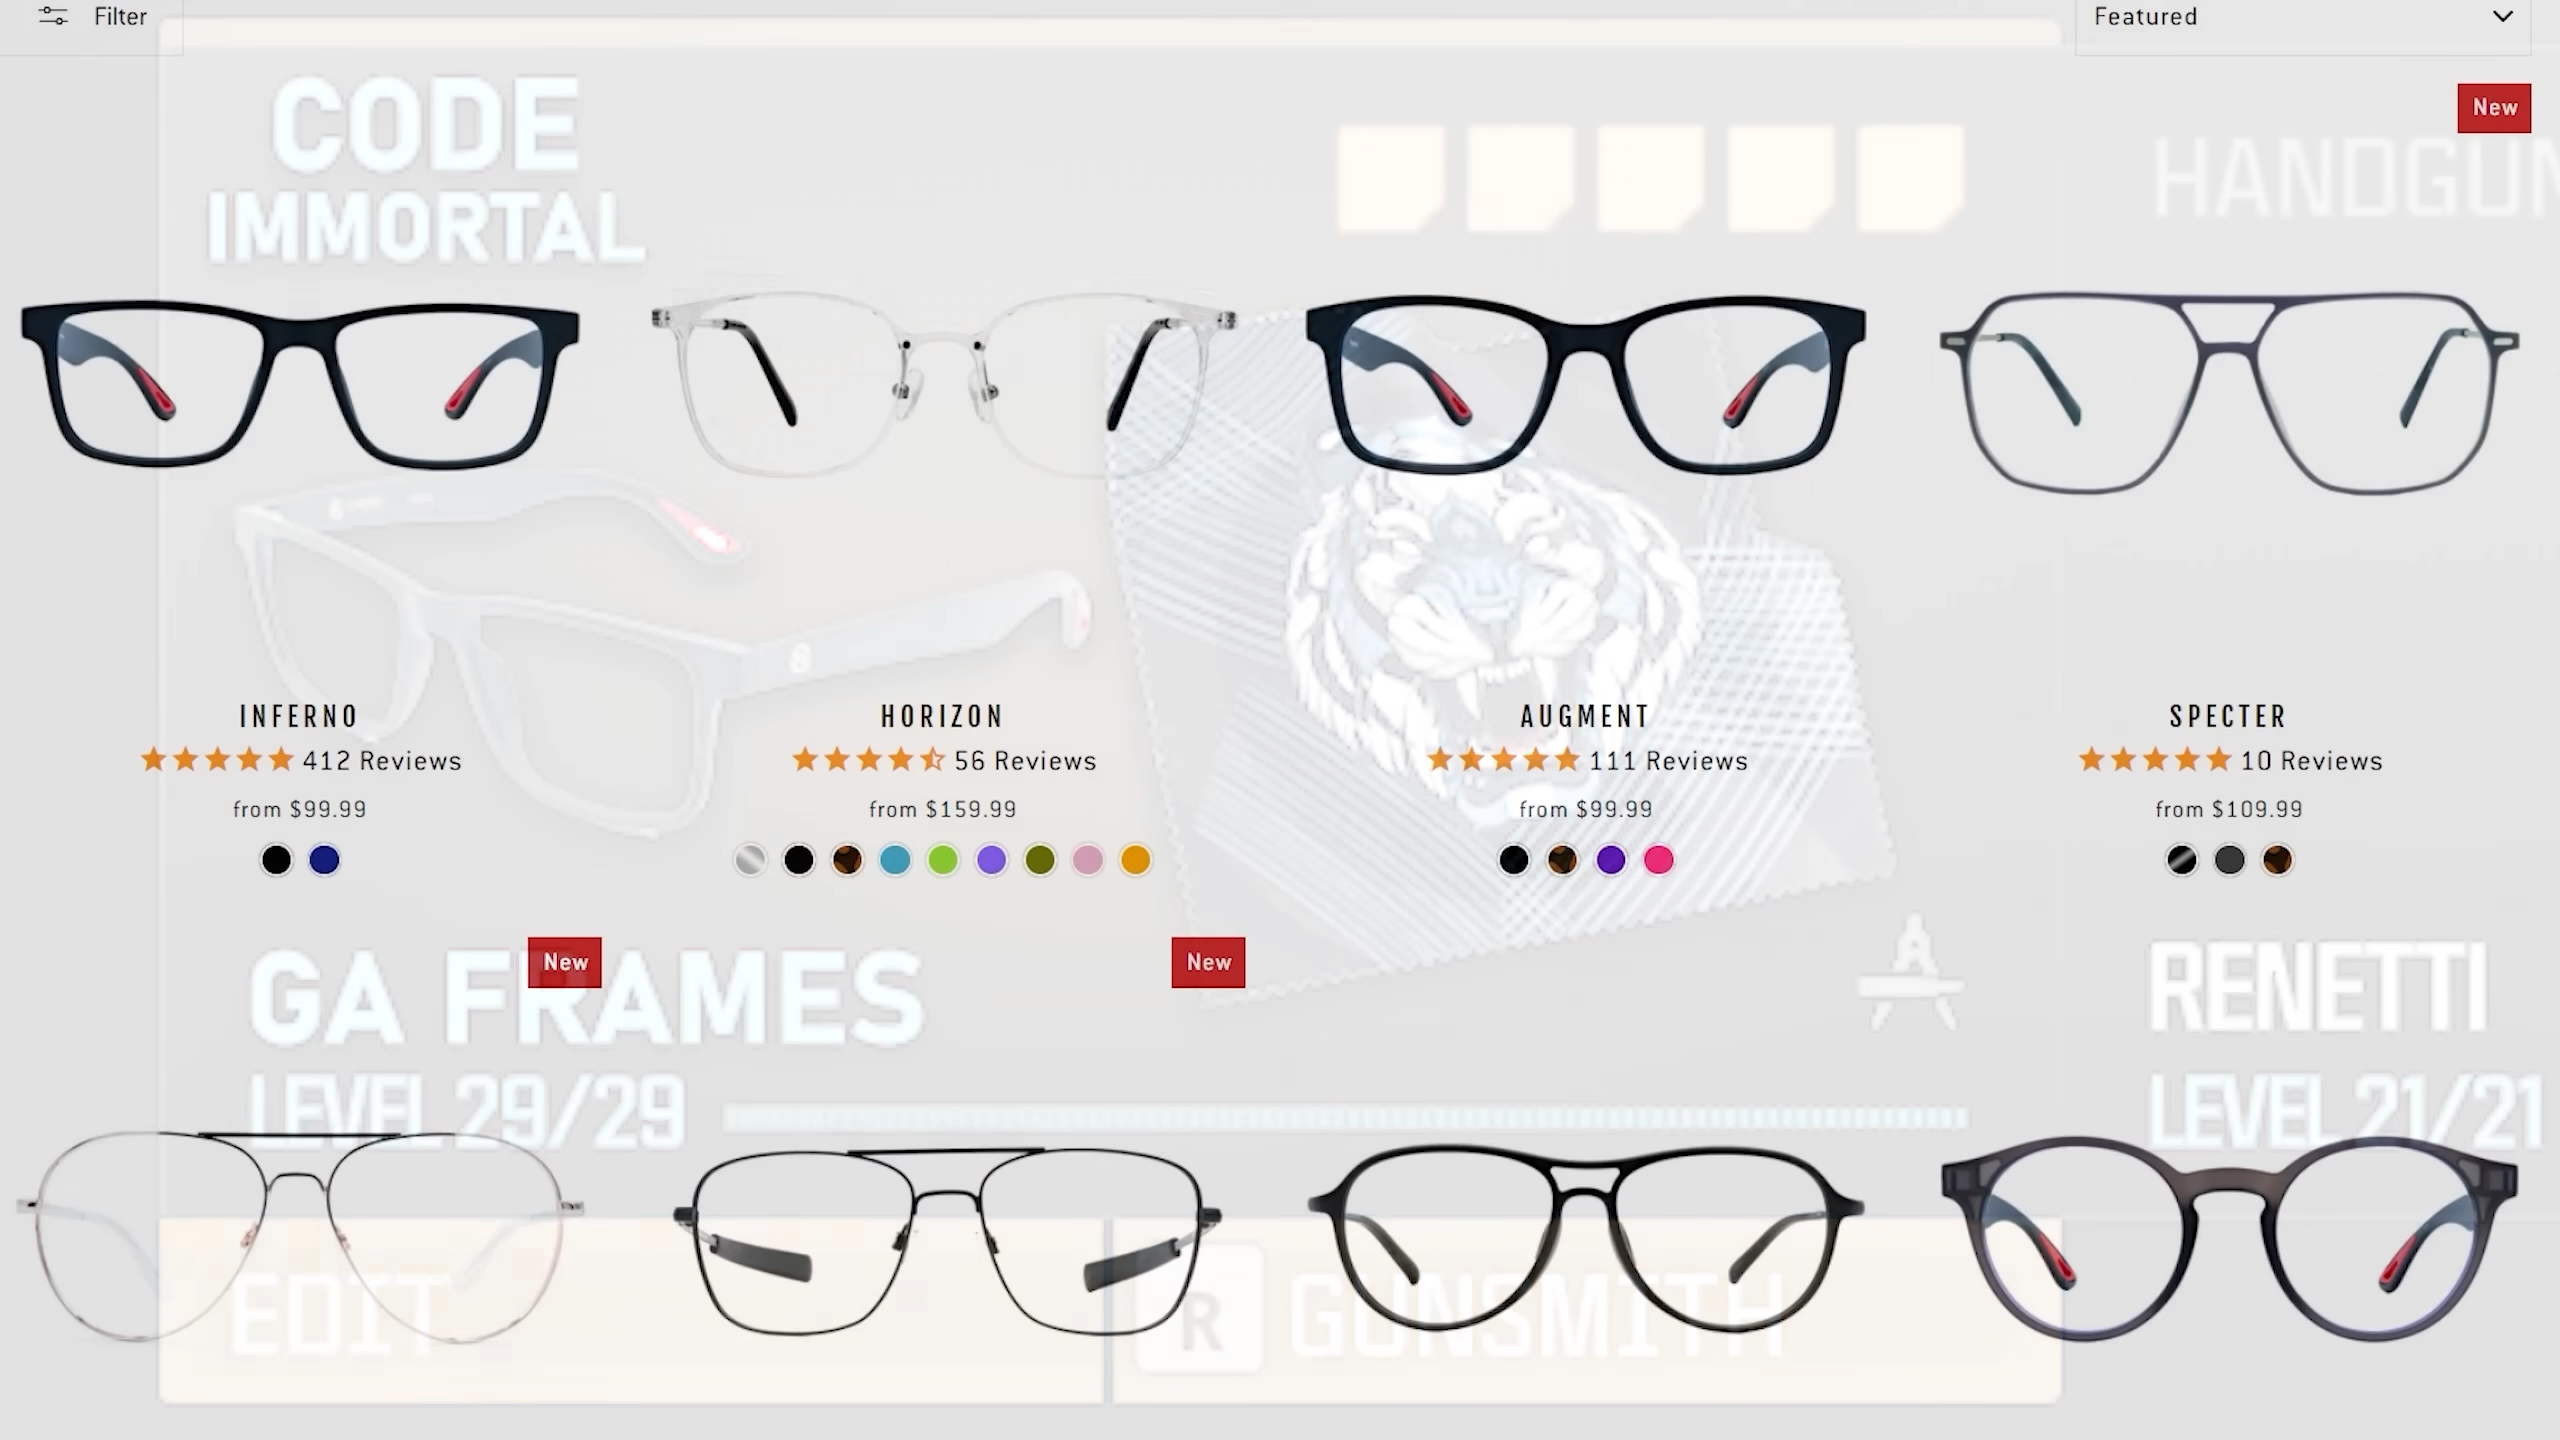 Filter
Featured
New
CODE
IMMORTAL
HANDGUN
INFERNO
HORIZON
AUGMENT
SPECTER
412 Reviews
56 Reviews
111 Reviews
10 Reviews
from $99.99
from $159.99
from $99.99
from $109.99
New
New
GA FRAMES
RENETTI
LEVEL 29/29
LEVEL 21/21
EDIT
R GUNSMITH